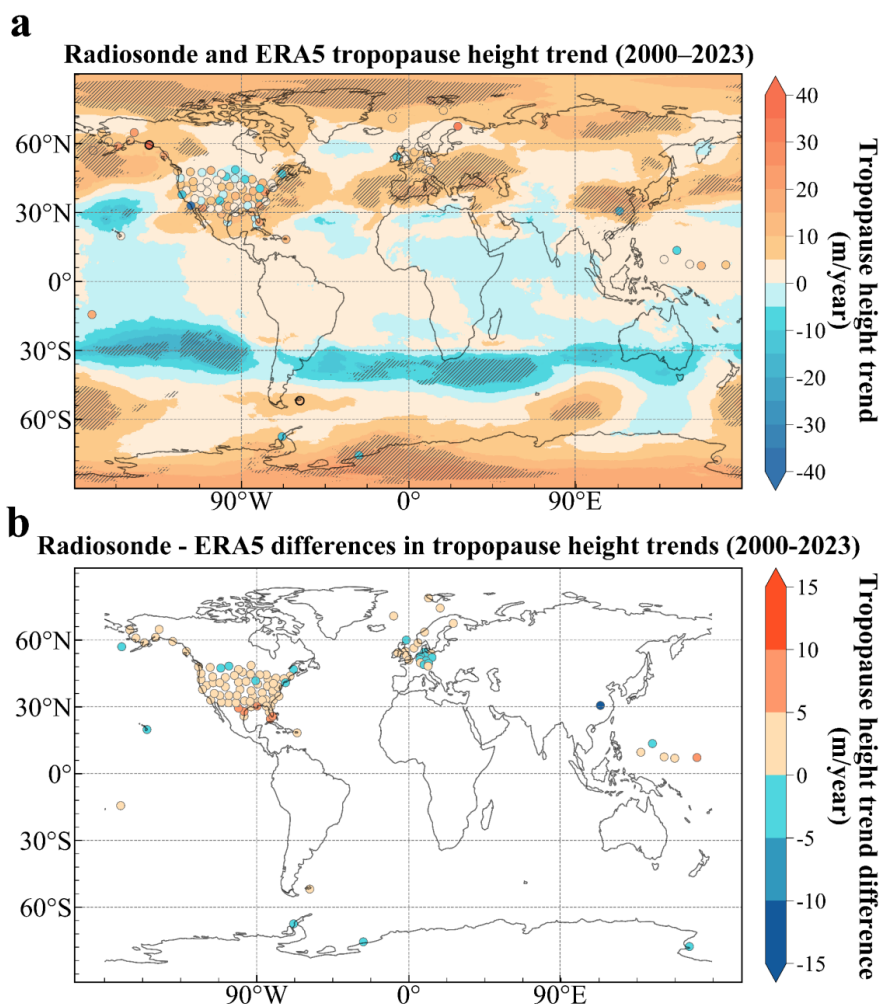 a
Radiosonde and ERA5 tropopause height trend (2000–2023)
60°N
30°N
0°
30°S
60°S
90°W
0°
90°E
40
30
20
10
0
-10
-20
-30
-40
Tropopause height trend
(m/year)
b
Radiosonde - ERA5 differences in tropopause height trends (2000-2023)
60°N
30°N
0°
30°S
60°S
90°W
0°
90°E
15
10
5
0
-5
-10
-15
Tropopause height trend difference
(m/year)